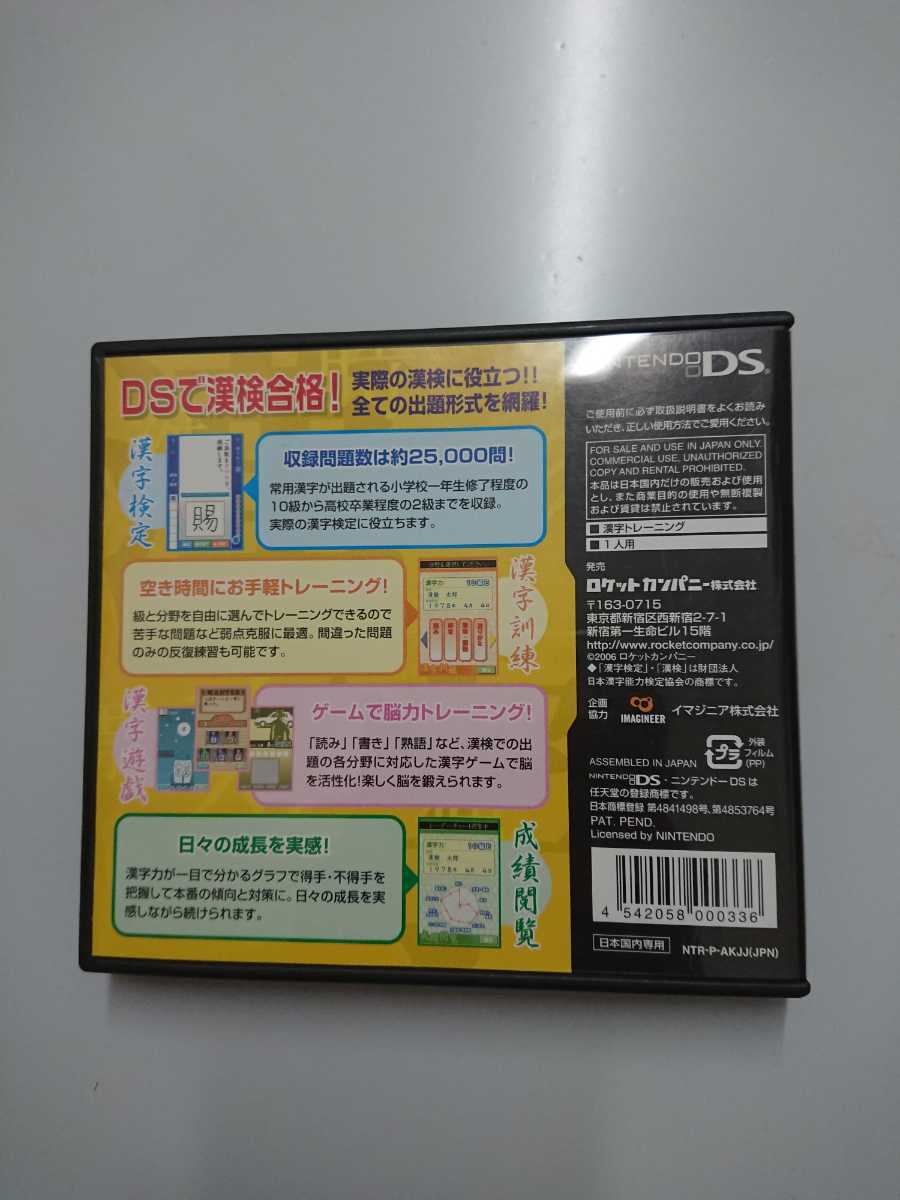 DSで漢検合格!
実際の漢検に役立つ!!
全ての出題形式を網羅!
漢字検定
賜
収録問題数は約25,000問!
常用漢字が出題される小学校一年生修了程度の
10級から高校卒業程度の2級までを収録。
実際の漢字検定に役立ちます。
空き時間にお手軽トレーニング!
級と分野を自由に選んでトレーニングできるので
苦手な問題など弱点克服に最適。間違った問題
のみの反復練習も可能です。
漢字訓練
漢字遊戯
ゲームで脳力トレーニング!
「読み」「書き」「熟語」など、漢検での出
題の各分野に対応した漢字ゲームで脳
を活性化!楽しく脳を鍛えられます。
日々の成長を実感!
漢字力が一目で分かるグラフで得手・不得手を
把握して本番の傾向と対策に。日々の成長を実
感しながら続けられます。
成績閲覧
NINTENDO DS®
ご使用前に必ず取扱説明書をよくお読み
いただき、正しい使用方法でご愛用ください。
FOR SALE AND USE IN JAPAN ONLY.
COMMERCIAL USE, UNAUTHORIZED
COPY AND RENTAL PROHIBITED.
本品は日本国内だけの販売および使用
とし、また商業目的の使用や無断複製
および賃貸は禁止されています。
■漢字トレーニング
■1人用
発売
ロケットカンパニー株式会社
〒163-0715
東京都新宿区西新宿2-7-1
新宿第一生命ビル15階
http://www.rocketcompany.co.jp/
©2006 ロケットカンパニー
◆「漢字検定」・「漢検」は財団法人
日本漢字能力検定協会の商標です。
企画
協力
IMAGINEER
イマジニア株式会社
プラ
外装
フィルム
(PP)
ASSEMBLED IN JAPAN
NINTENDO DS・ニンテンドーDSは
任天堂の登録商標です。
日本商標登録 第4841498号、第4853764号
PAT. PEND.
Licensed by NINTENDO
4 542058 000336
日本国内専用
NTR-P-AKJJ(JPN)